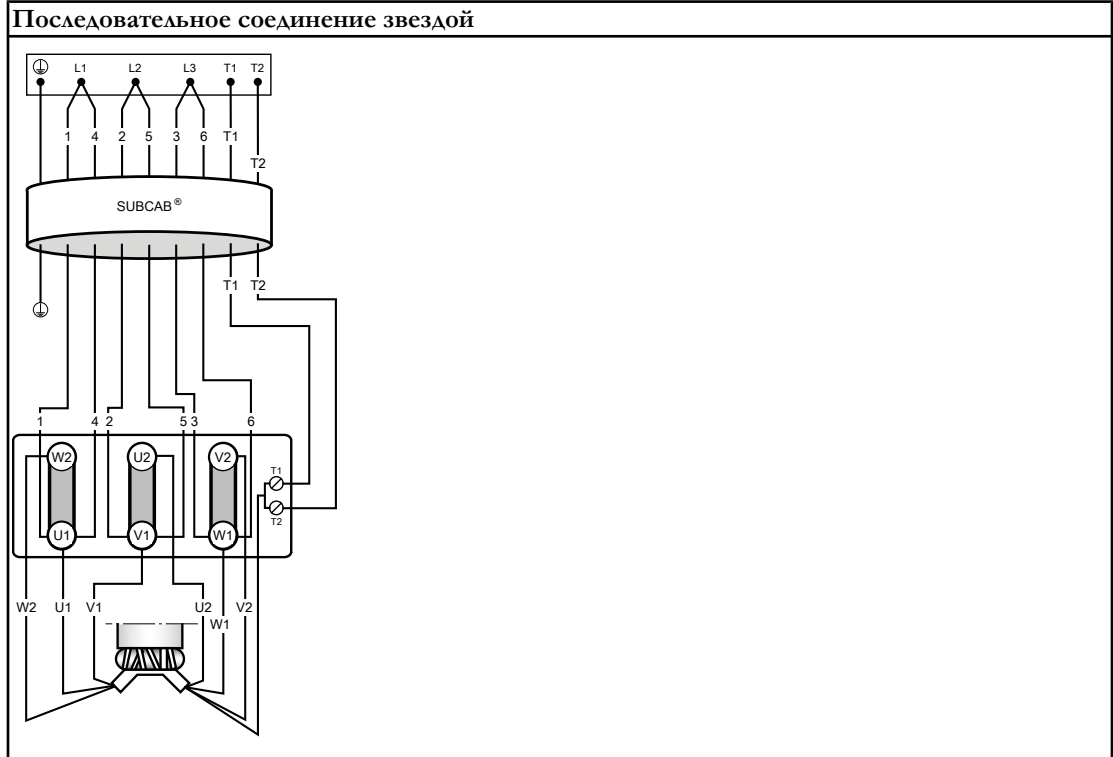 Последовательное соединение звездой
L1 L2 L3 T1 T2
1 4 2 5 3 6 T1
T2
SUBCAB®
T1 T2
1 4 2 5 3 6
W2 U2 V2
T1
T2
U1 V1 W1
W2 U1 V1 U2 V2
W1